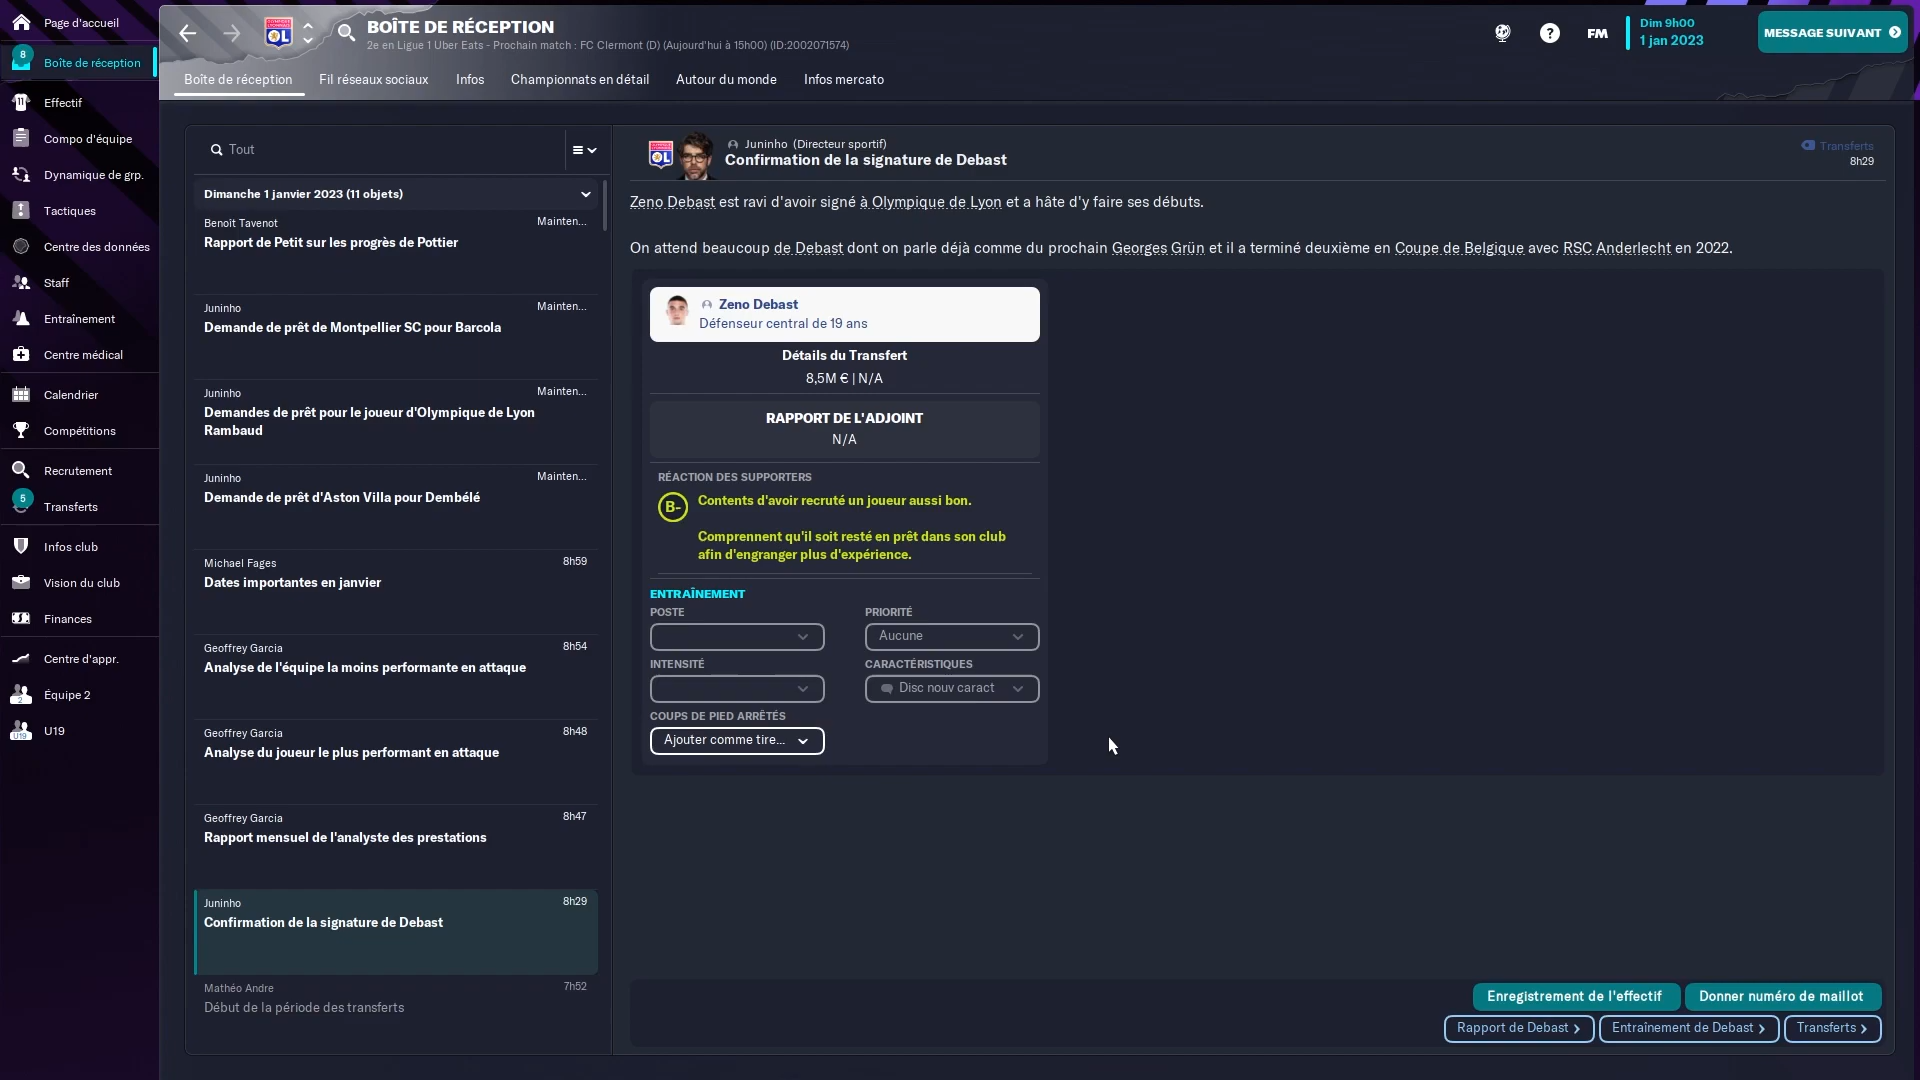 Page d'accueil
8
Boîte de réception
Effectif
Compo d'équipe
Dynamique de grp.
Tactiques
Centre des données
Staff
Entraînement
Centre médical
Calendrier
Compétitions
Recrutement
5
Transferts
Infos club
Vision du club
Finances
Centre d'appr.
2
Équipe 2
U19
U19
OL
BOÎTE DE RÉCEPTION
2e en Ligue 1 Uber Eats - Prochain match : FC Clermont (D) (Aujourd'hui à 15h00) (ID:2002071574)
?
FM
Dim 9h00
1 jan 2023
MESSAGE SUIVANT
Boîte de réception
Fil réseaux sociaux
Infos
Championnats en détail
Autour du monde
Infos mercato
Tout
Dimanche 1 janvier 2023 (11 objets)
Benoît Tavenot
Mainten...
Rapport de Petit sur les progrès de Pottier
Juninho
Mainten...
Demande de prêt de Montpellier SC pour Barcola
Juninho
Mainten...
Demandes de prêt pour le joueur d'Olympique de Lyon
Rambaud
Juninho
Mainten...
Demande de prêt d'Aston Villa pour Dembélé
Michael Fages
8h59
Dates importantes en janvier
Geoffrey Garcia
8h54
Analyse de l'équipe la moins performante en attaque
Geoffrey Garcia
8h48
Analyse du joueur le plus performant en attaque
Geoffrey Garcia
8h47
Rapport mensuel de l'analyste des prestations
Juninho
8h29
Confirmation de la signature de Debast
Mathéo Andre
7h52
Début de la période des transferts
OL
Juninho (Directeur sportif)
Confirmation de la signature de Debast
Transferts
8h29
Zeno Debast est ravi d'avoir signé à Olympique de Lyon et a hâte d'y faire ses débuts.
On attend beaucoup de Debast dont on parle déjà comme du prochain Georges Grün et il a terminé deuxième en Coupe de Belgique avec RSC Anderlecht en 2022.
Zeno Debast
Défenseur central de 19 ans
Détails du Transfert
8,5M € | N/A
RAPPORT DE L'ADJOINT
N/A
RÉACTION DES SUPPORTERS
B-
Contents d'avoir recruté un joueur aussi bon.
Comprennent qu'il soit resté en prêt dans son club
afin d'engranger plus d'expérience.
ENTRAÎNEMENT
POSTE
PRIORITÉ
Aucune
INTENSITÉ
CARACTÉRISTIQUES
Disc nouv caract
COUPS DE PIED ARRÊTÉS
Ajouter comme tire...
Enregistrement de l'effectif
Donner numéro de maillot
Rapport de Debast
Entraînement de Debast
Transferts